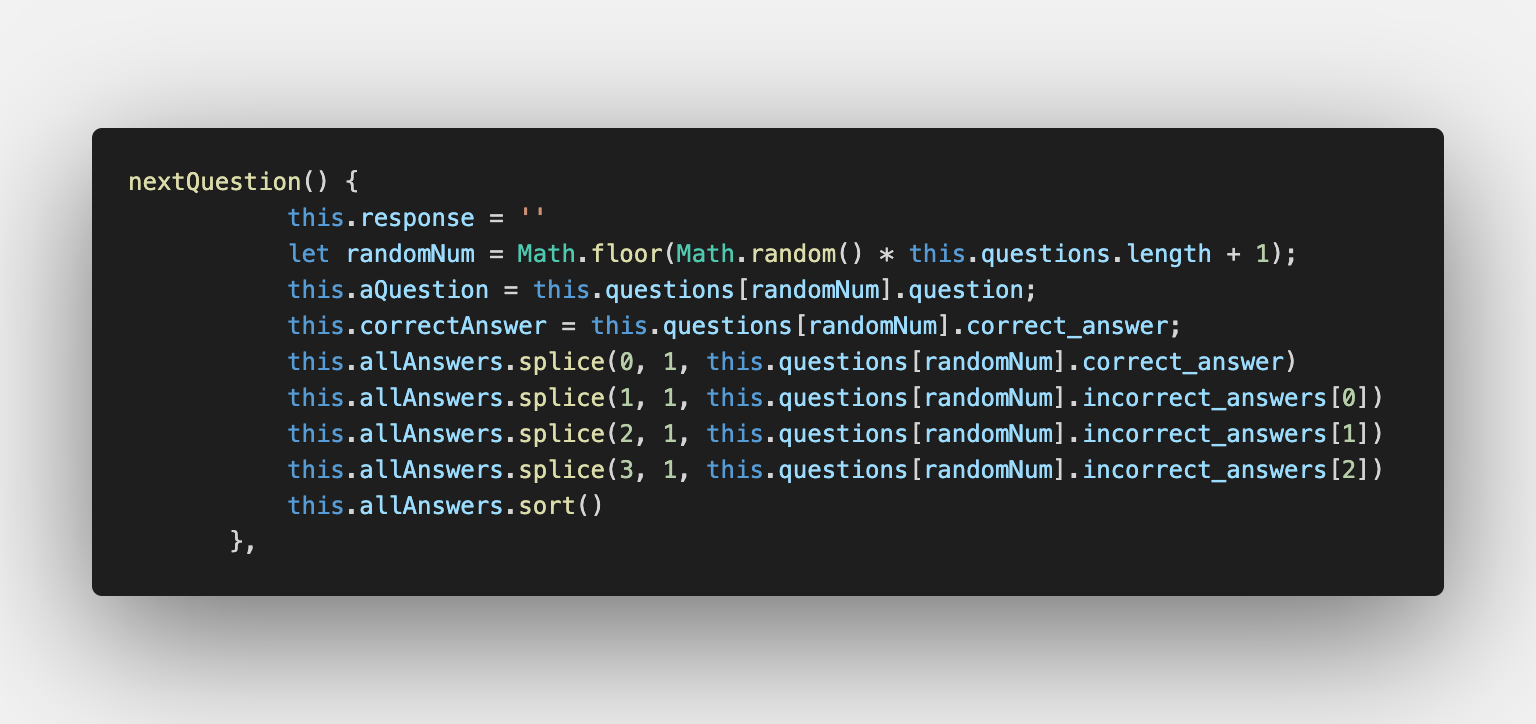 nextQuestion() {
this.response = ''
let randomNum = Math.floor(Math.random() * this.questions.length + 1);
this.aQuestion = this.questions[randomNum].question;
this.correctAnswer = this.questions[randomNum].correct_answer;
this.allAnswers.splice(0, 1, this.questions[randomNum].correct_answer)
this.allAnswers.splice(1, 1, this.questions[randomNum].incorrect_answers[0])
this.allAnswers.splice(2, 1, this.questions[randomNum].incorrect_answers[1])
this.allAnswers.splice(3, 1, this.questions[randomNum].incorrect_answers[2])
this.allAnswers.sort()
},